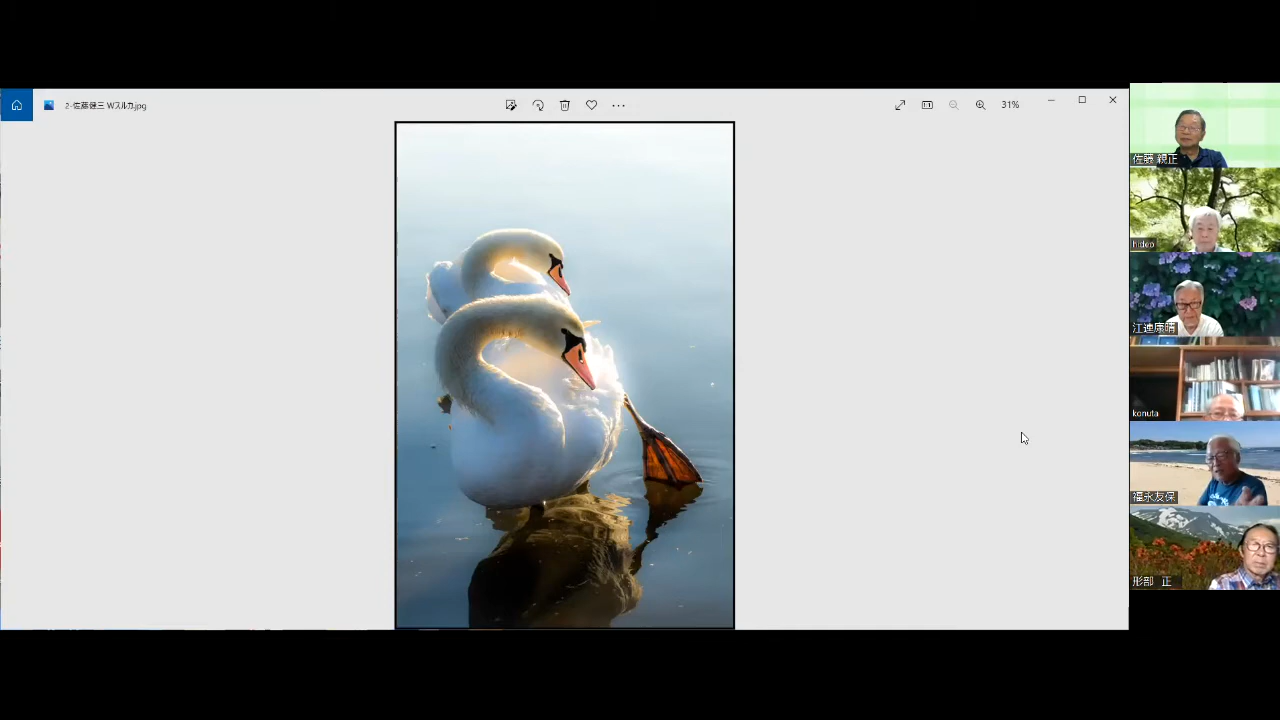 2-佐藤健三 Wスルカ.jpg
31%
佐藤 親正
hideo
江連康晴
konuta
福永友保
形部 正